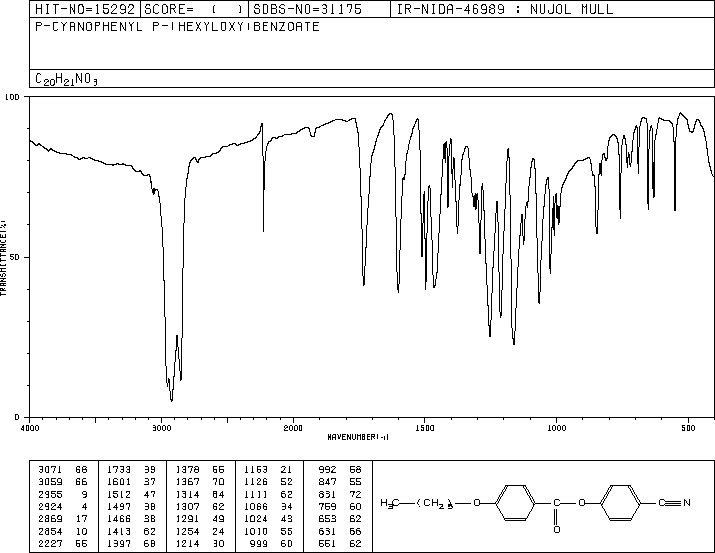 HIT-NO=15292 SCORE= ( ) SDBS-NO=31175 IR-NIDA-46989 : NUJOL MULL
P-CYANOPHENYL P-(HEXYLOXY)BENZOATE
C20H21NO3
100
50
0
TRANSMITTANCE(%)
4000 3000 2000 1500 1000 500
WAVENUMBER(-1)
3071 68 1733 39 1378 55 1163 21 992 58
3059 66 1601 37 1367 70 1126 52 847 55
2955 9 1512 47 1314 64 1111 62 831 72
2924 4 1497 38 1307 62 1066 34 759 60
2869 17 1466 38 1291 49 1024 43 653 62
2854 10 1413 62 1254 24 1010 55 631 66
2227 55 1397 68 1214 30 999 60 551 62
H3C (CH2)5 O C O C N
O